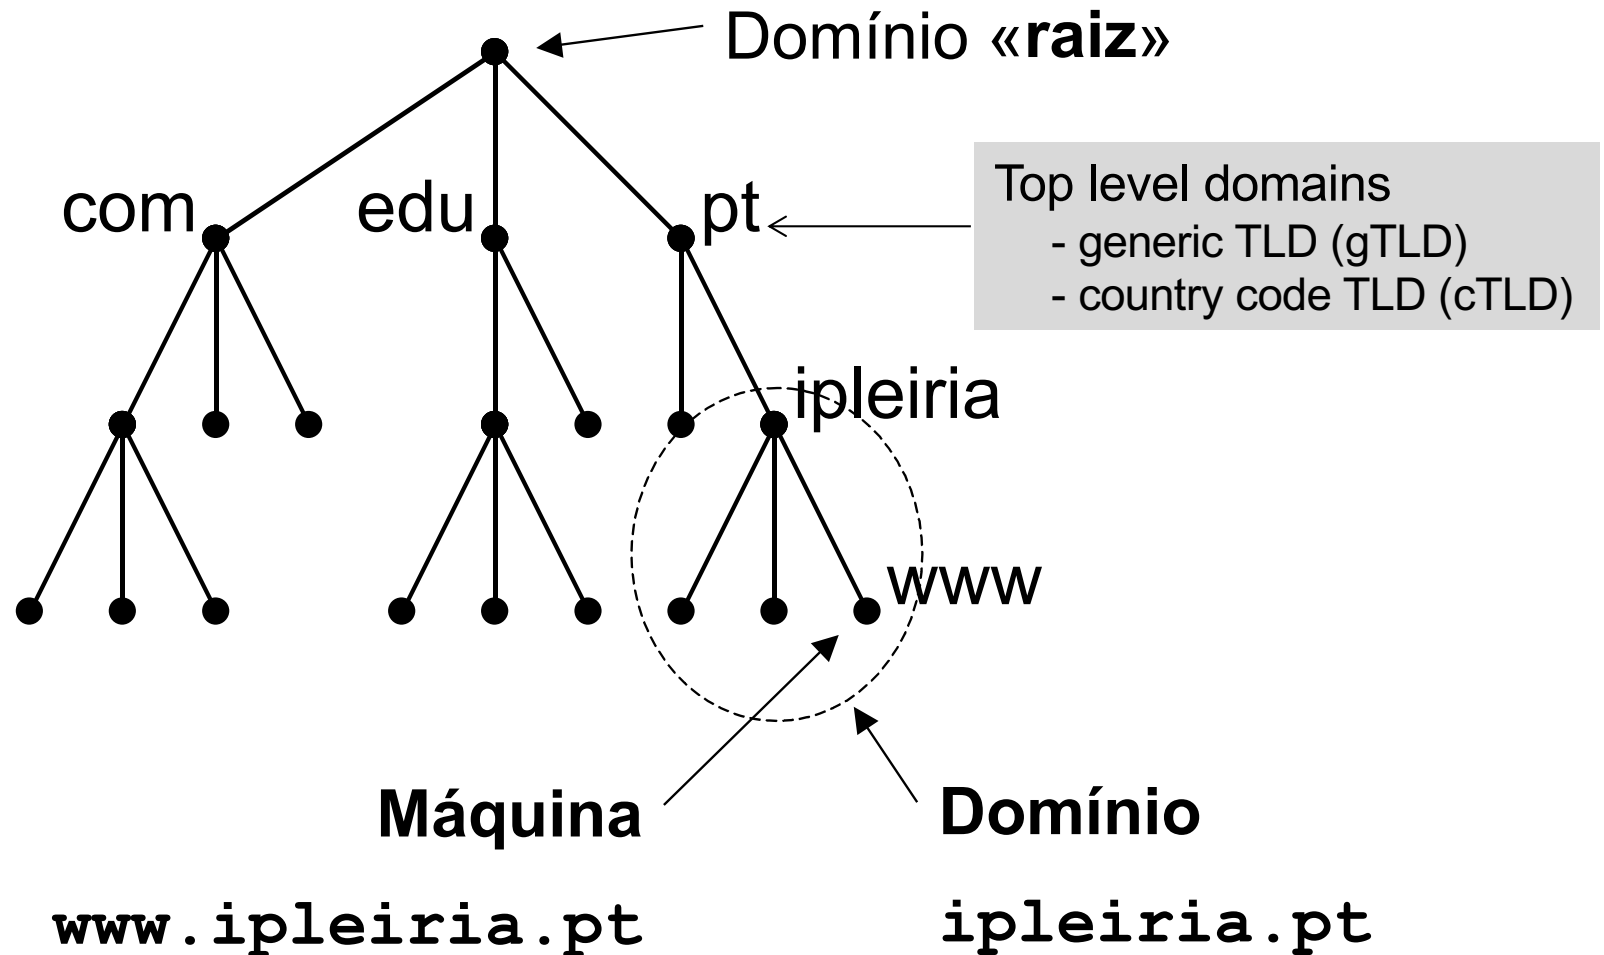 Domínio «raiz»
com
edu
pt
Top level domains
- generic TLD (gTLD)
- country code TLD (cTLD)
ipleiria
www
Máquina
Domínio
www.ipleiria.pt
ipleiria.pt